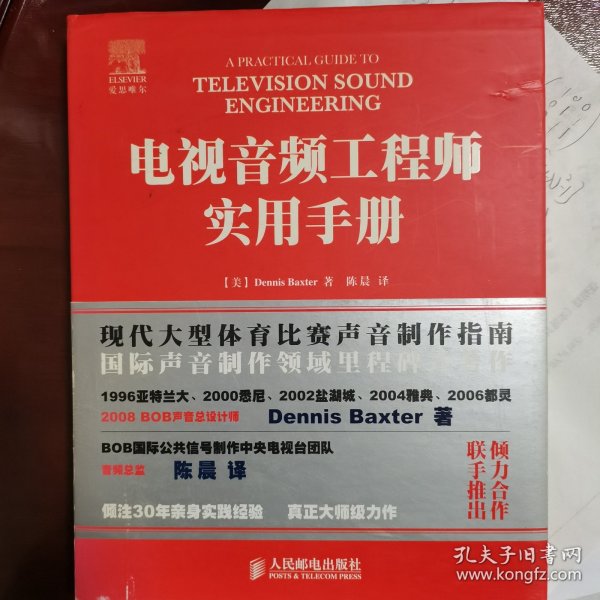 ELSEVIER
爱思唯尔
A PRACTICAL GUIDE TO
TELEVISION SOUND
ENGINEERING
电视音频工程师
实用手册
【美】Dennis Baxter 著 陈晨 译
现代大型体育比赛声音制作指南
国际声音制作领域里程碑
作
1996亚特兰大、2000悉尼、2002盐湖城、2004雅典、2006都灵
2008 BOB声音总设计师 Dennis Baxter 著
BOB国际公共信号制作中央电视台团队
音频总监 陈晨 译
倾力合作
联手推出
倾注30年亲身实践经验 真正大师级力作
人民邮电出版社
POSTS & TELECOM PRESS
孔夫子旧书网
www.kongfz.com